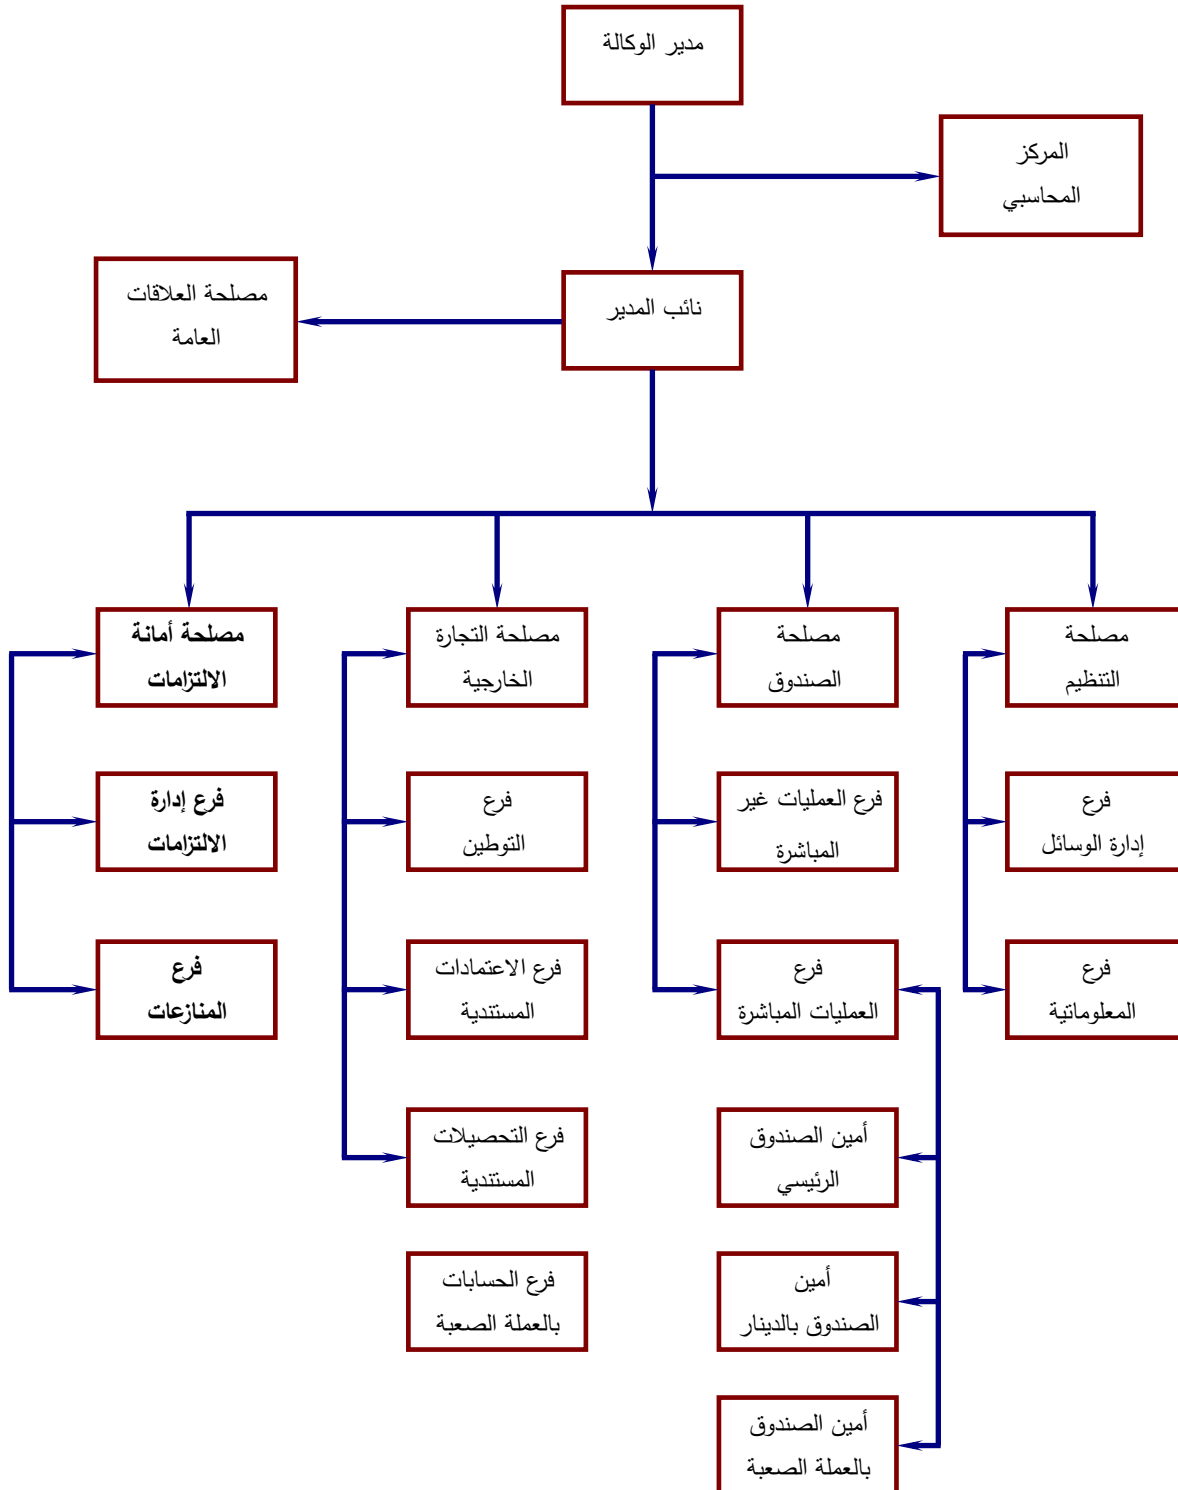 مدير الوكالة
المركز
المحاسبي
نائب المدير
مصلحة العلاقات
العامة
مصلحة
التنظيم
مصلحة
الصندوق
مصلحة التجارة
الخارجية
مصلحة أمانة
الالتزامات
فرع
إدارة الوسائل
فرع العمليات غير
المباشرة
فرع
التوطين
فرع إدارة
الالتزامات
فرع
المعلوماتية
فرع
العمليات المباشرة
فرع الاعتمادات
المستندية
فرع
المنازعات
أمين الصندوق
الرئيسي
فرع التحصيلات
المستندية
أمين
الصندوق بالدينار
فرع الحسابات
بالعملة الصعبة
أمين الصندوق
بالعملة الصعبة